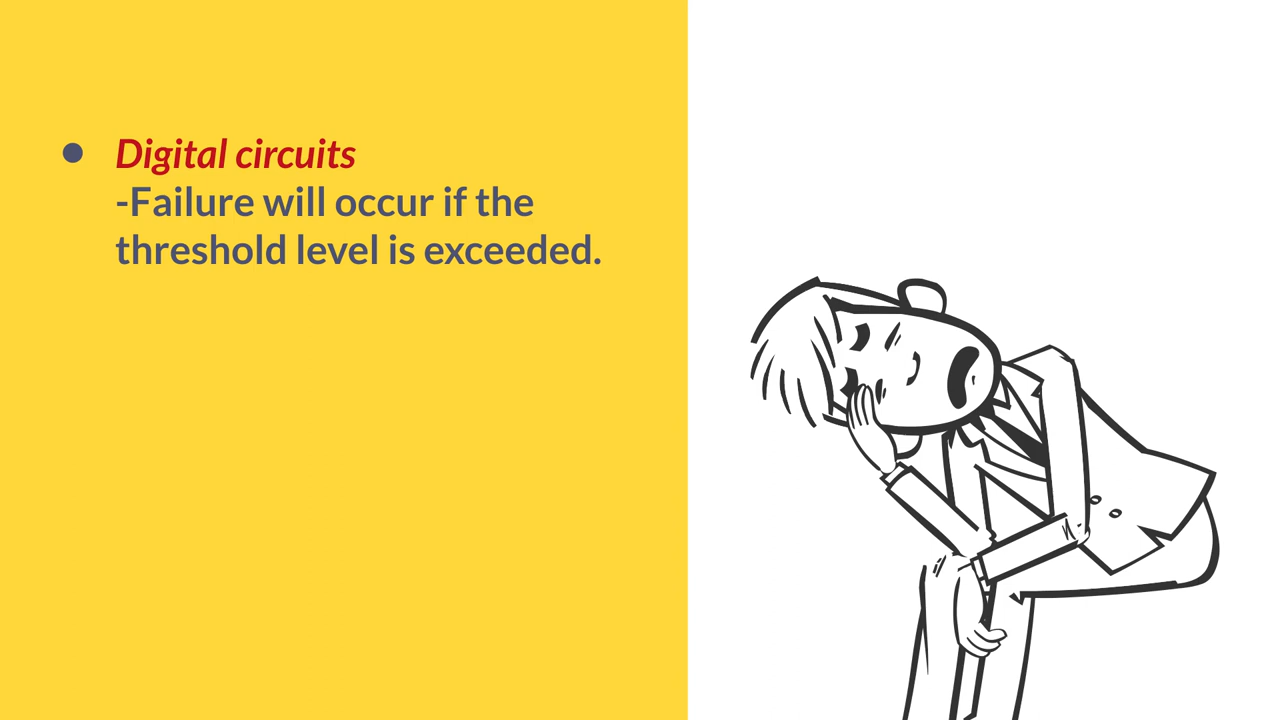 Digital circuits
-Failure will occur if the
threshold level is exceeded.